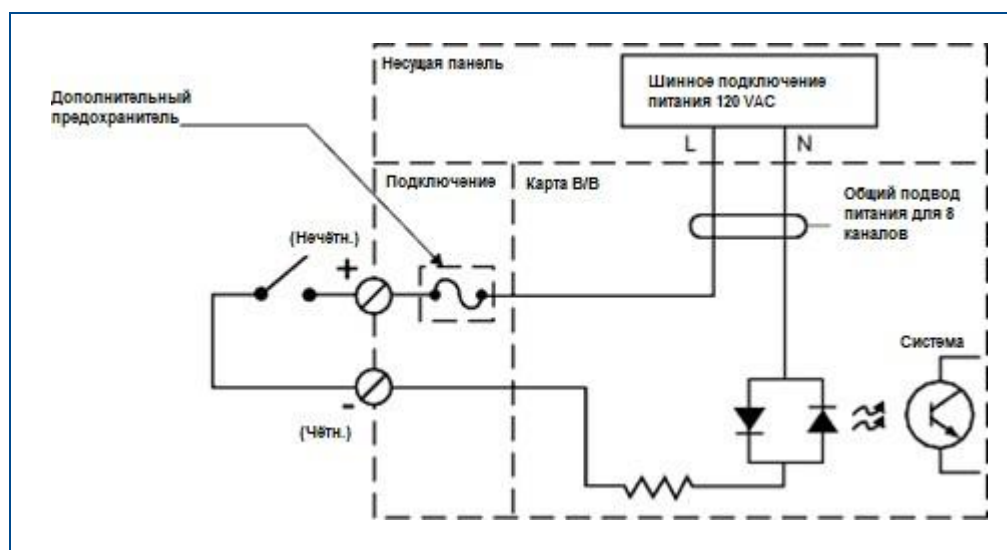 Несущая панель
Шинное подключение
питания 120 VAC
Дополнительный
предохранитель
L
N
Подключение
Карта В/В
Общий подвод
питания для 8
каналов
(Нечётн.)
+
Система
-
(Чётн.)